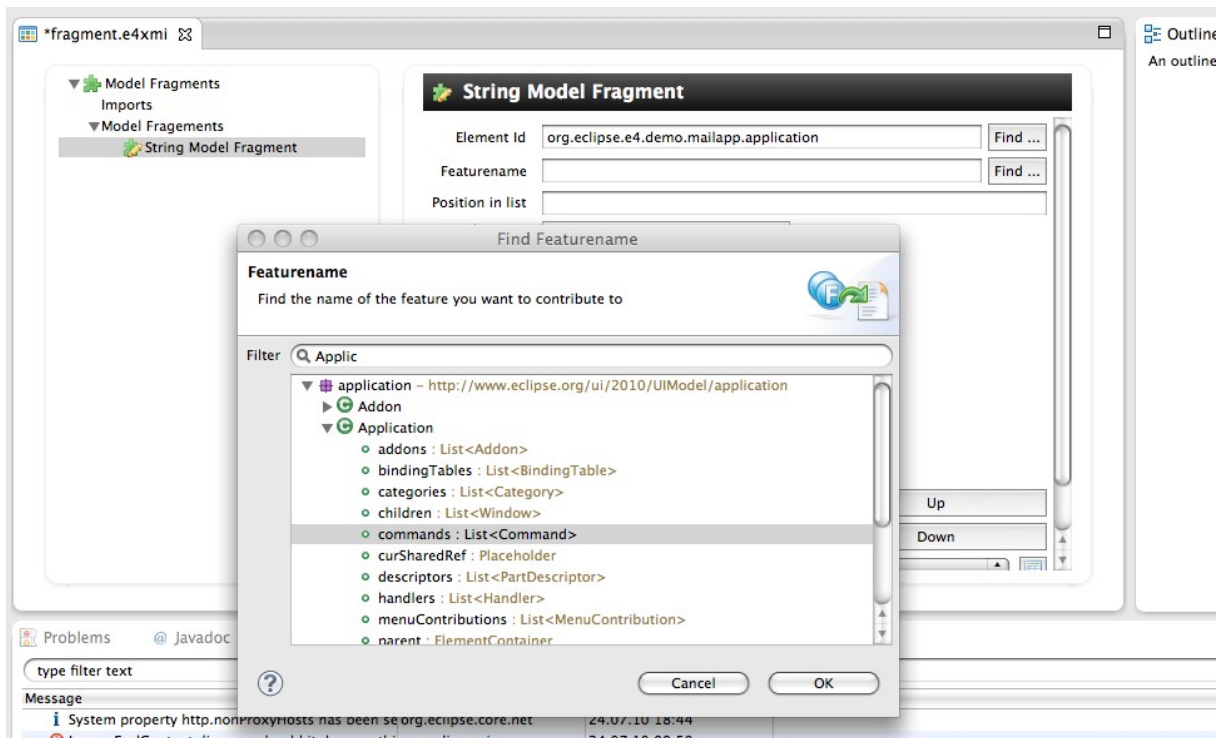 *fragment.e4xmi
Outline
An outline
Model Fragments
Imports
Model Fragements
String Model Fragment
String Model Fragment
Element Id org.eclipse.e4.demo.mailapp.application Find ...
Featurename Find ...
Position in list
Find Featurename
Featurename
Find the name of the feature you want to contribute to
Filter Applic
application - http://www.eclipse.org/ui/2010/UIModel/application
Addon
Application
addons : List<Addon>
bindingTables : List<BindingTable>
categories : List<Category>
children : List<Window>
commands : List<Command>
curSharedRef : Placeholder
descriptors : List<PartDescriptor>
handlers : List<Handler>
menuContributions : List<MenuContribution>
parent : ElementContainer
Up
Down
Cancel OK
Problems @ Javadoc
type filter text
Message
System property http.nonProxyHosts has been se org.eclipse.core.net 24.07.10 18:44